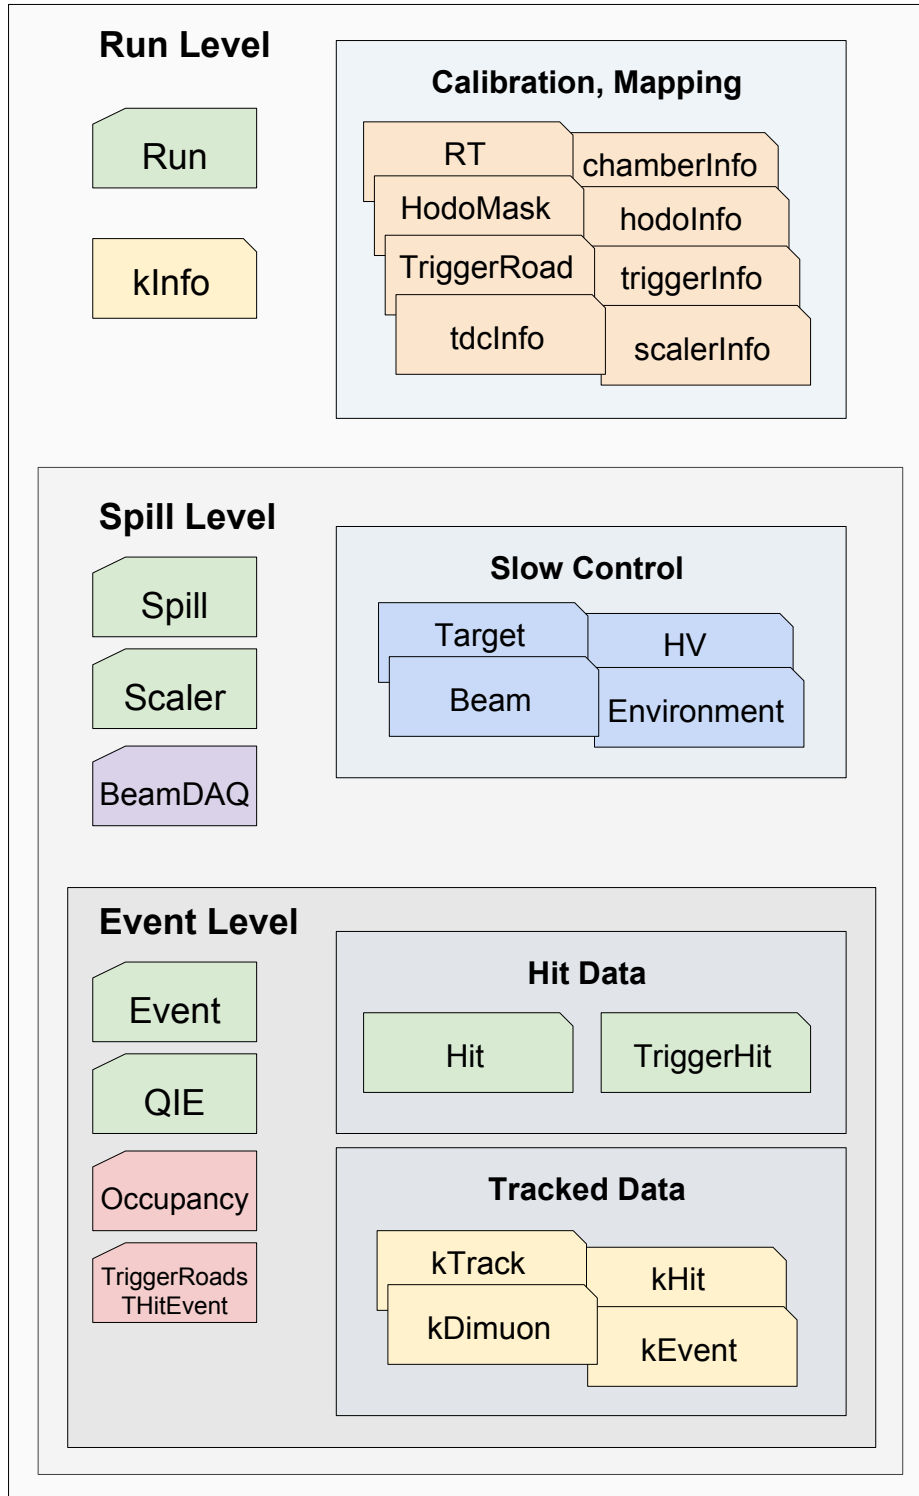 Run Level
Run
kInfo
Calibration, Mapping
RT
chamberInfo
HodoMask
hodoInfo
TriggerRoad
triggerInfo
tdcInfo
scalerInfo
Spill Level
Spill
Scaler
BeamDAQ
Slow Control
Target
HV
Beam
Environment
Event Level
Event
QIE
Occupancy
TriggerRoads
THitEvent
Hit Data
Hit
TriggerHit
Tracked Data
kTrack
kHit
kDimuon
kEvent